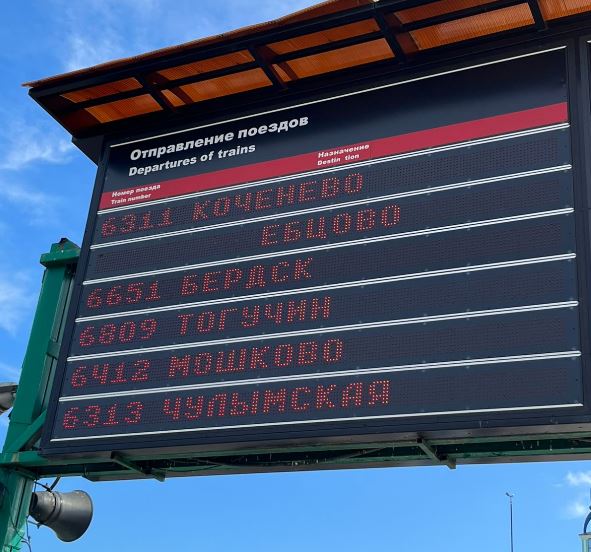 Отправление поездов
Departures of trains
Номер поезда Назначение
Train number Destin tion
6311 КОЧЕНЕВО
ЕБЦОВО
6651 БЕРДСК
6809 ТОГУЧИН
6412 МОШКОВО
6313 ЧУЛЫМСКАЯ